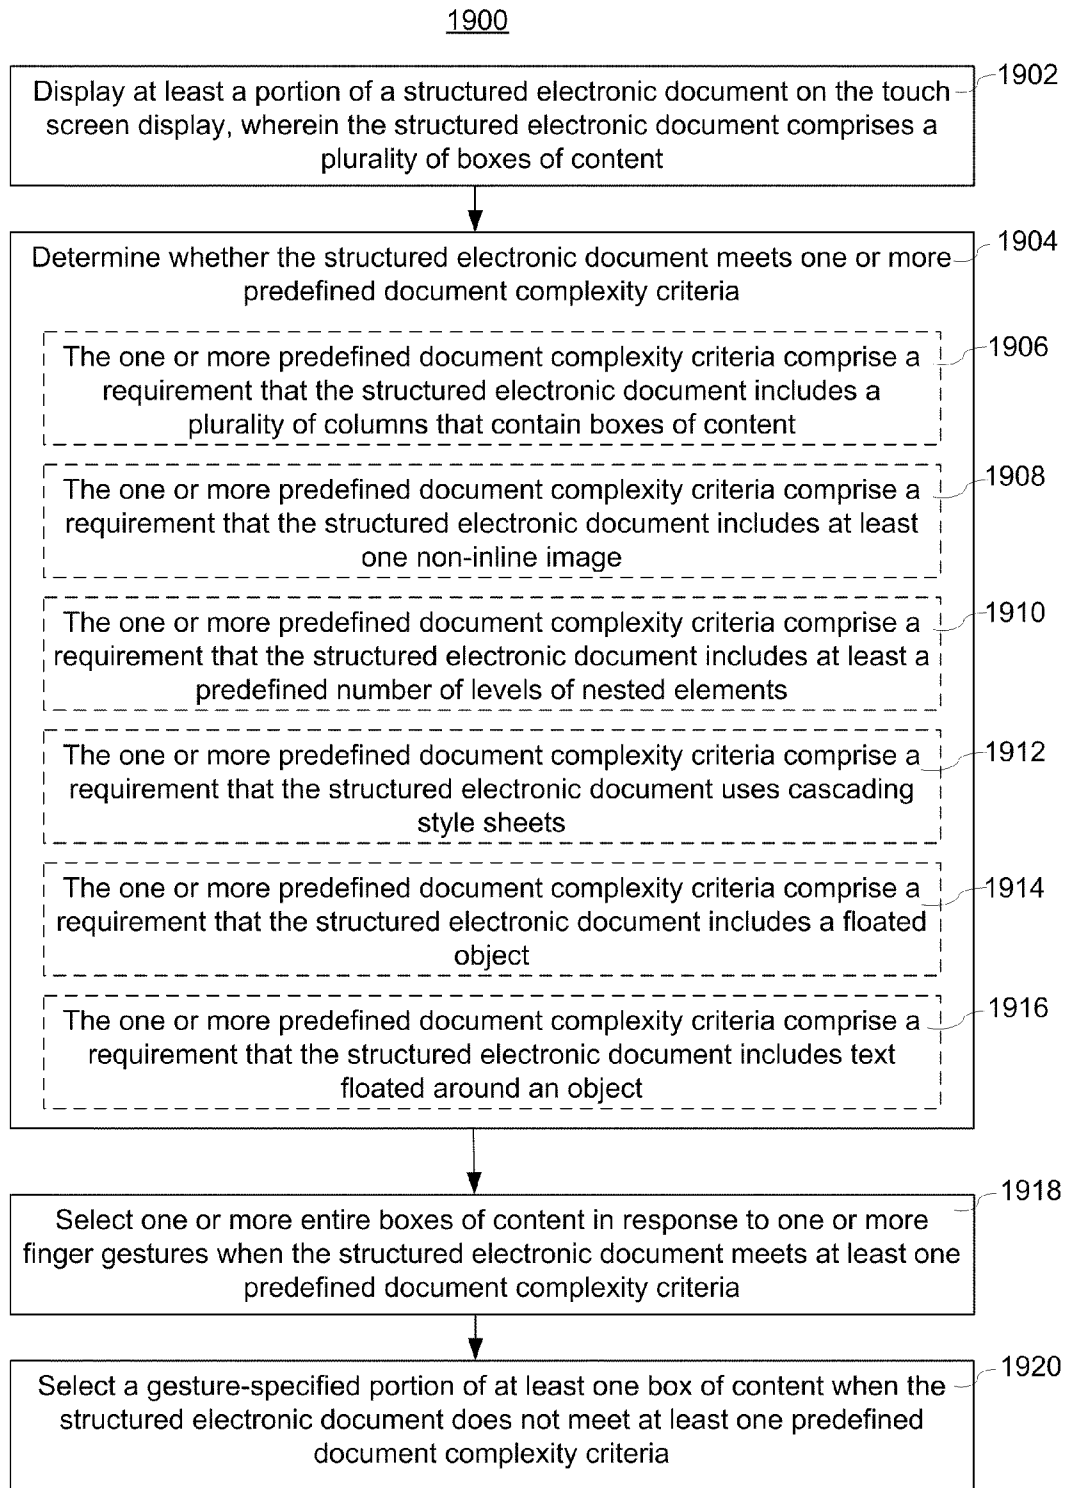 1900
1902
Display at least a portion of a structured electronic document on the touch
screen display, wherein the structured electronic document comprises a
plurality of boxes of content
1904
Determine whether the structured electronic document meets one or more
predefined document complexity criteria
1906
The one or more predefined document complexity criteria comprise a
requirement that the structured electronic document includes a
plurality of columns that contain boxes of content
1908
The one or more predefined document complexity criteria comprise a
requirement that the structured electronic document includes at least
one non-inline image
1910
The one or more predefined document complexity criteria comprise a
requirement that the structured electronic document includes at least a
predefined number of levels of nested elements
1912
The one or more predefined document complexity criteria comprise a
requirement that the structured electronic document uses cascading
style sheets
1914
The one or more predefined document complexity criteria comprise a
requirement that the structured electronic document includes a floated
object
1916
The one or more predefined document complexity criteria comprise a
requirement that the structured electronic document includes text
floated around an object
1918
Select one or more entire boxes of content in response to one or more
finger gestures when the structured electronic document meets at least one
predefined document complexity criteria
1920
Select a gesture-specified portion of at least one box of content when the
structured electronic document does not meet at least one predefined
document complexity criteria